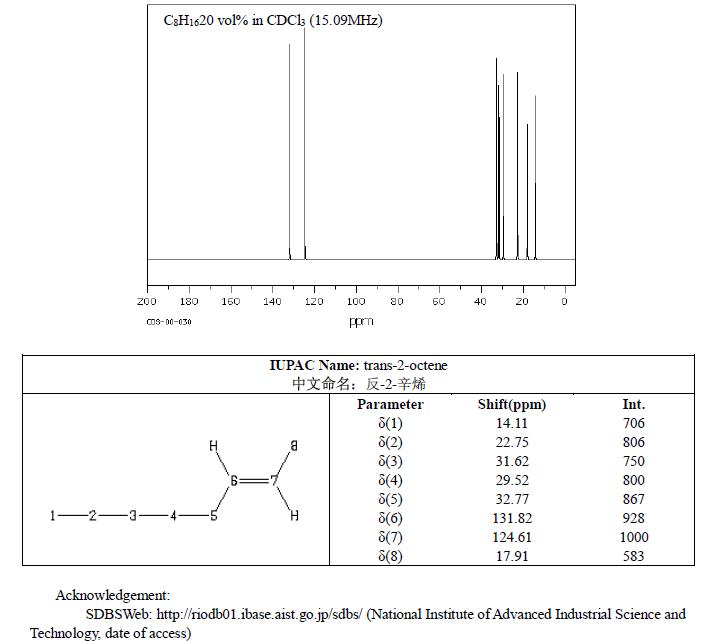 C₈H₁₆20 vol% in CDCl₃ (15.09MHz)
200 180 160 140 120 100 80 60 40 20 0
CDS-00-030
ppm
IUPAC Name: trans-2-octene
中文命名：反-2-辛烯
Parameter Shift(ppm) Int.
δ(1) 14.11 706
δ(2) 22.75 806
δ(3) 31.62 750
δ(4) 29.52 800
δ(5) 32.77 867
δ(6) 131.82 928
δ(7) 124.61 1000
δ(8) 17.91 583
H 8
6 7
1 2 3 4 5 H
Acknowledgement:
SDBSWeb: http://riodb01.ibase.aist.go.jp/sdbs/ (National Institute of Advanced Industrial Science and
Technology, date of access)